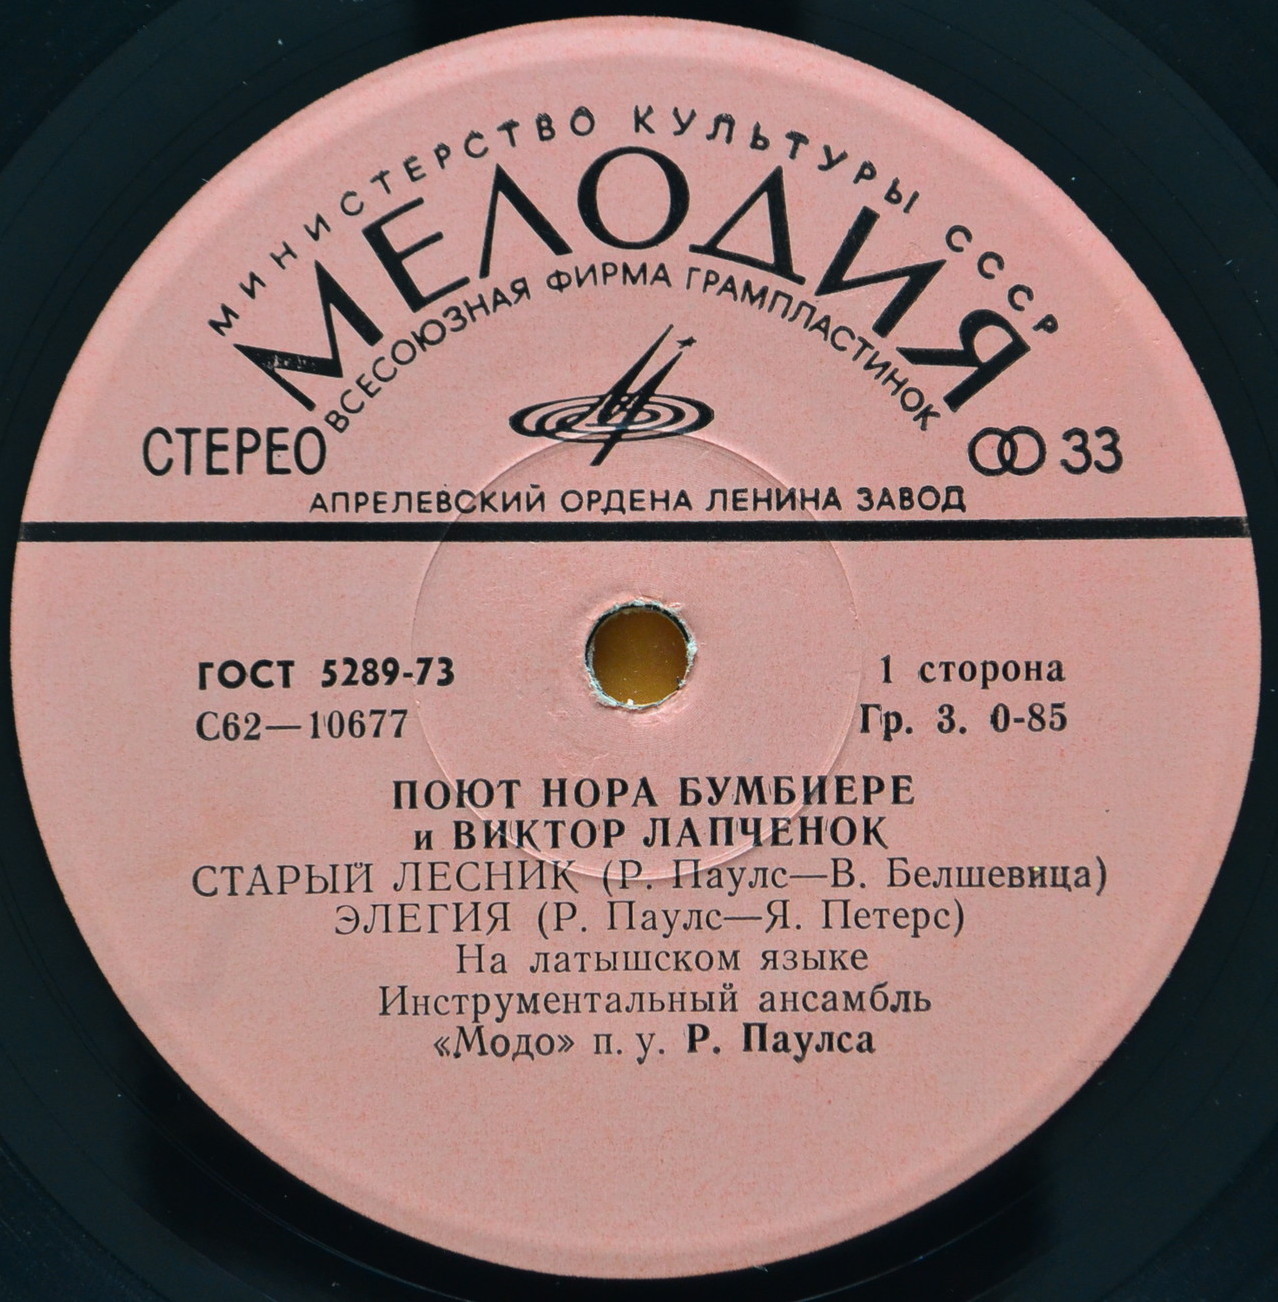 МИНИСТЕРСТВО КУЛЬТУРЫ СССР
МЕЛОДИЯ
ВСЕСОЮЗНАЯ ФИРМА ГРАМПЛАСТИНОК
СТЕРЕО
33
АПРЕЛЕВСКИЙ ОРДЕНА ЛЕНИНА ЗАВОД
ГОСТ 5289-73
1 сторона
С62—10677
Гр. 3. 0-85
ПОЮТ НОРА БУМБИЕРЕ
и ВИКТОР ЛАПЧЕНОК
СТАРЫЙ ЛЕСНИК (Р. Паулс—В. Белшевица)
ЭЛЕГИЯ (Р. Паулс—Я. Петерс)
На латышском языке
Инструментальный ансамбль
«Модо» п. у. Р. Паулса